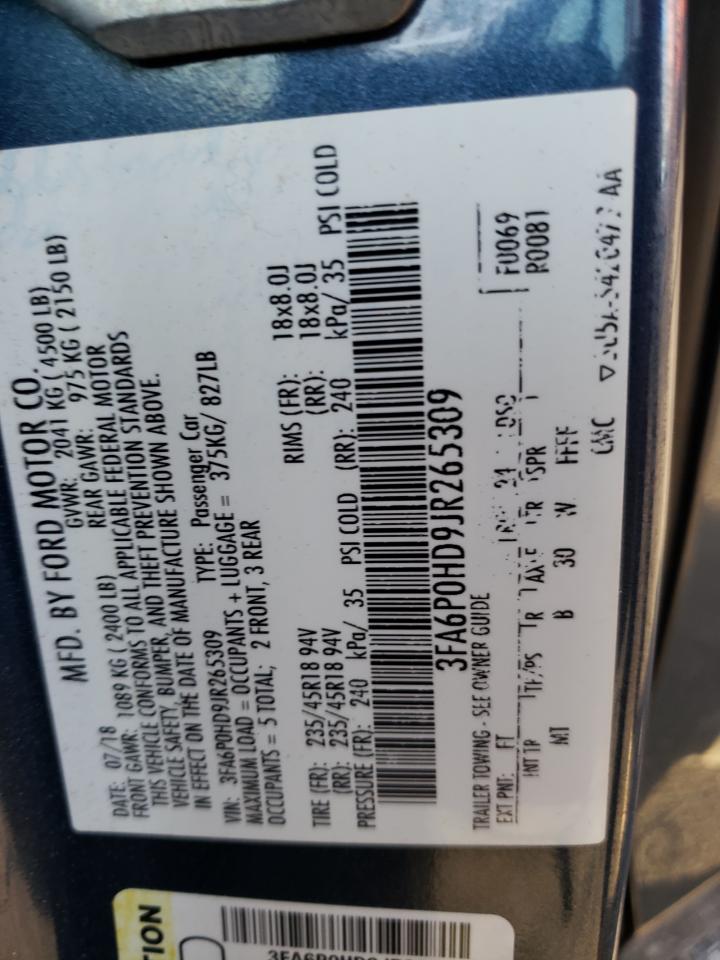 MFD. BY FORD MOTOR CO.
DATE: 07/18 GVWR: 2041 KG ( 4500 LB)
FRONT GAWR: 1089 KG ( 2400 LB) REAR GAWR: 975 KG ( 2150 LB)
THIS VEHICLE CONFORMS TO ALL APPLICABLE FEDERAL MOTOR
VEHICLE SAFETY, BUMPER, AND THEFT PREVENTION STANDARDS
IN EFFECT ON THE DATE OF MANUFACTURE SHOWN ABOVE.
VIN: 3FA6P0HD9JR265309 TYPE: Passenger Car
MAXIMUM LOAD = OCCUPANTS + LUGGAGE = 375KG/ 827LB
OCCUPANTS = 5 TOTAL; 2 FRONT, 3 REAR
TIRE (FR): 235/45R18 94V RIMS (FR): 18x8.0J
(RR): 235/45R18 94V (RR): 18x8.0J
PRESSURE (FR): 240 kPa/ 35 PSI COLD (RR): 240 kPa/ 35 PSI COLD
3FA6P0HD9JR265309
TRAILER TOWING - SEE OWNER GUIDE F0069
EXT PNT: FT R0081
INT TR TR AXLE TR SPR
MT B 30 W
TION